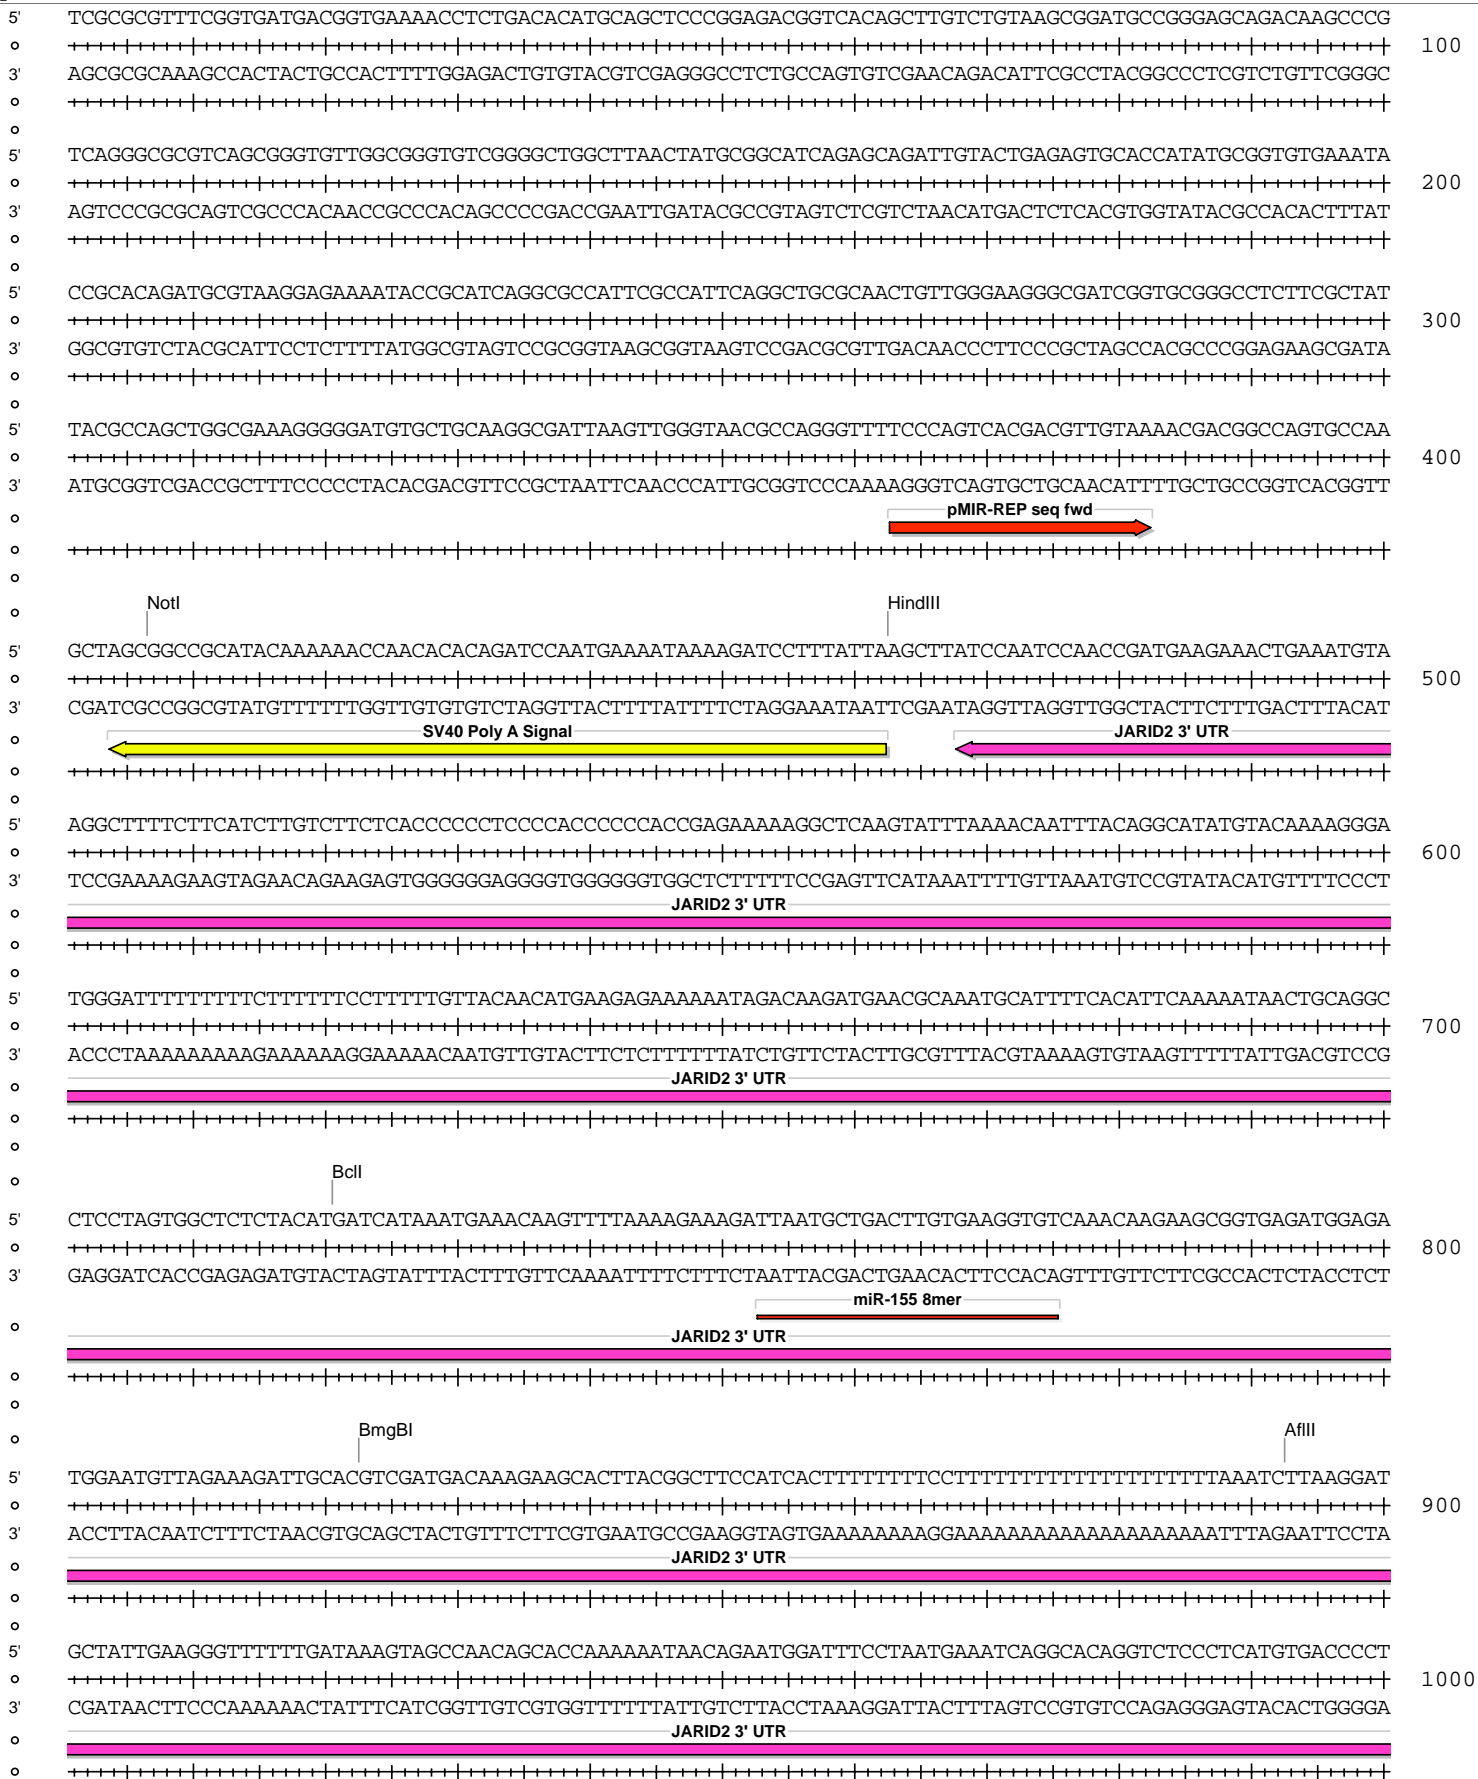 5' TCGCGCGTTTCGGTGATGACGGTGAAAACCTCTGACACATGCAGCTCCCGGAGACGGTCACAGCTTGTCTGTAAGCGGATGCCGGGAGCAGACAAGCCCG
100
3' AGCGCGCAAAGCCACTACTGCCACTTTTGGAGACTGTGTACGTCGAGGGCCTCTGCCAGTGTCGAACAGACATTCGCCTACGGCCCTCGTCTGTTCGGGC
5' TCAGGGCGCGTCAGCGGGTGTTGGCGGGTGTCGGGGCTGGCTTAACTATGCGGCATCAGAGCAGATTGTACTGAGAGTGCACCATATGCGGTGTGAAATA
200
3' AGTCCCGCGCAGTCGCCCACAACCGCCCACAGCCCCGACCGAATTGATACGCCGTAGTCTCGTCTAACATGACTCTCACGTGGTATACGCCACACTTTAT
5' CCGCACAGATGCGTAAGGAGAAAATACCGCATCAGGCGCCATTCGCCATTCAGGCTGCGCAACTGTTGGGAAGGGCGATCGGTGCGGGCCTCTTCGCTAT
300
3' GGCGTGTCTACGCATTCCTCTTTTATGGCGTAGTCCGCGGTAAGCGGTAAGTCCGACGCGTTGACAACCCTTCCCGCTAGCCACGCCCGGAGAAGCGATA
5' TACGCCAGCTGGCGAAAGGGGGATGTGCTGCAAGGCGATTAAGTTGGGTAACGCCAGGGTTTTCCCAGTCACGACGTTGTAAAACGACGGCCAGTGCCAA
400
3' ATGCGGTCGACCGCTTTCCCCCTACACGACGTTCCGCTAATTCAACCCATTGCGGTCCCAAAAGGGTCAGTGCTGCAACATTTTGCTGCCGGTCACGGTT
pMIR-REP seq fwd
NotI HindIII
5' GCTAGCGGCCGCATACAAAAAACCAACACACAGATCCAATGAAAATAAAAGATCCTTTATTAAGCTTATCCAATCCAACCGATGAAGAAACTGAAATGTA
500
3' CGATCGCCGGCGTATGTTTTTTGGTTGTGTGTCTAGGTTACTTTTATTTTCTAGGAAATAATTCGAATAGGTTAGGTTGGCTACTTCTTTGACTTTACAT
SV40 Poly A Signal JARID2 3' UTR
5' AGGCTTTTCTTCATCTTGTCTTCTCACCCCCCTCCCCACCCCCCACCGAGAAAAAGGCTCAAGTATTTAAAACAATTTACAGGCATATGTACAAAAGGGA
600
3' TCCGAAAAGAAGTAGAACAGAAGAGTGGGGGGAGGGGTGGGGGGTGGCTCTTTTTCCGAGTTCATAAATTTTGTTAAATGTCCGTATACATGTTTTCCCT
JARID2 3' UTR
5' TGGGATTTTTTTTTCTTTTTTCCTTTTTGTTACAACATGAAGAGAAAAAATAGACAAGATGAACGCAAATGCATTTTCACATTCAAAAATAACTGCAGGC
700
3' ACCCTAAAAAAAAAGAAAAAAGGAAAAACAATGTTGTACTTCTCTTTTTTATCTGTTCTACTTGCGTTTACGTAAAAGTGTAAGTTTTTATTGACGTCCG
JARID2 3' UTR
BclI
5' CTCCTAGTGGCTCTCTACATGATCATAAATGAAACAAGTTTTAAAAGAAAGATTAATGCTGACTTGTGAAGGTGTCAAACAAGAAGCGGTGAGATGGAGA
800
3' GAGGATCACCGAGAGATGTACTAGTATTTACTTTGTTCAAAATTTTCTTTCTAATTACGACTGAACACTTCCACAGTTTGTTCTTCGCCACTCTACCTCT
miR-155 8mer
JARID2 3' UTR
BmgBI AflII
5' TGGAATGTTAGAAAGATTGCACGTCGATGACAAAGAAGCACTTACGGCTTCCATCACTTTTTTTTCCTTTTTTTTTTTTTTTTTTTTTAAATCTTAAGGAT
900
3' ACCTTACAATCTTTCTAACGTGCAGCTACTGTTTCTTCGTGAATGCCGAAGGTAGTGAAAAAAAAGGAAAAAAAAAAAAAAAAAAAAATTTAGAATTCCTA
JARID2 3' UTR
5' GCTATTGAAGGGTTTTTTGATAAAGTAGCCAACAGCACCAAAAAATAACAGAATGGATTTCCTAATGAAATCAGGCACAGGTCTCCCTCATGTGACCCCT
1000
3' CGATAACTTCCCAAAAAACTATTTCATCGGTTGTCGTGGTTTTTTATTGTCTTACCTAAAGGATTACTTTAGTCCGTGTCCAGAGGGAGTACACTGGGGA
JARID2 3' UTR